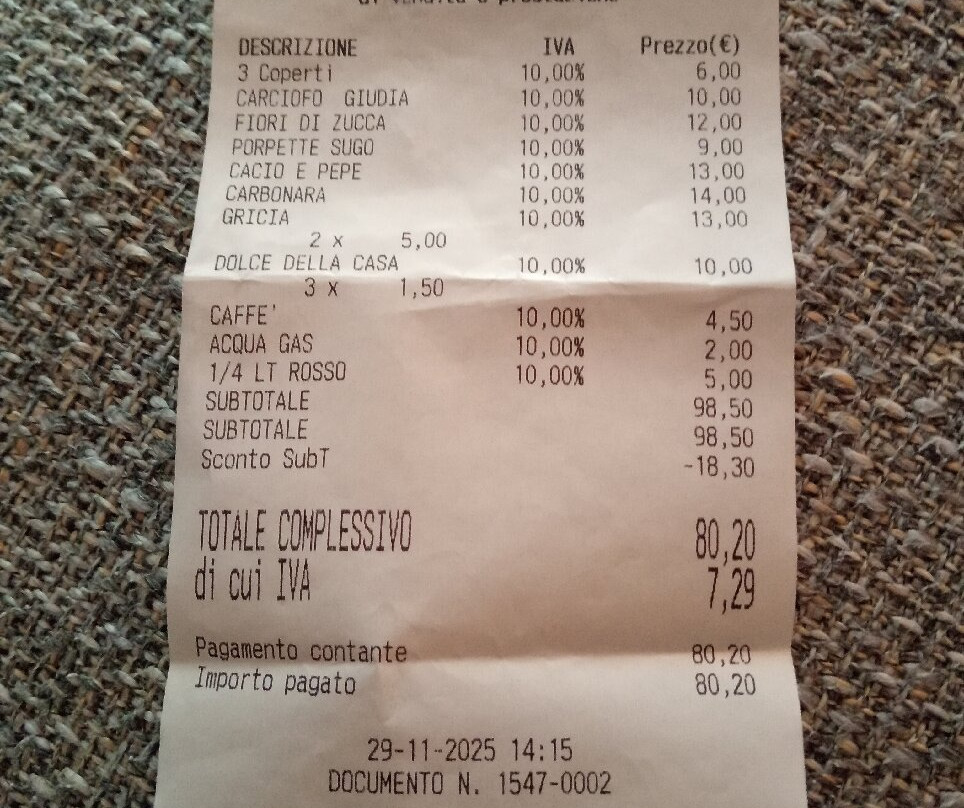 DESCRIZIONE IVA Prezzo(€)
3 Coperti 10,00% 6,00
CARCIOFO GIUDIA 10,00% 10,00
FIORI DI ZUCCA 10,00% 12,00
PORPETTE SUGO 10,00% 9,00
CACIO E PEPE 10,00% 13,00
CARBONARA 10,00% 14,00
GRICIA 10,00% 13,00
2 x 5,00
DOLCE DELLA CASA 10,00% 10,00
3 x 1,50
CAFFE' 10,00% 4,50
ACQUA GAS 10,00% 2,00
1/4 LT ROSSO 10,00% 5,00
SUBTOTALE 98,50
SUBTOTALE 98,50
Sconto SubT -18,30
TOTALE COMPLESSIVO 80,20
di cui IVA 7,29
Pagamento contante 80,20
Importo pagato 80,20
29-11-2025 14:15
DOCUMENTO N. 1547-0002